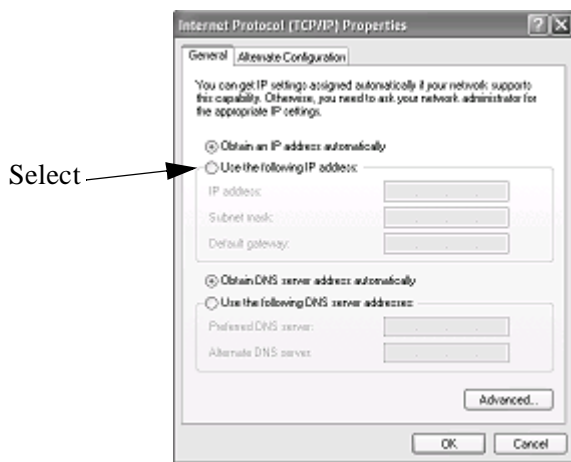 Internet Protocol (TCP/IP) Properties
General
Alternate Configuration
You can get IP settings assigned automatically if your network supports
this capability. Otherwise, you need to ask your network administrator for
the appropriate IP settings.
Obtain an IP address automatically
Select
Use the following IP address:
IP address:
Subnet mask:
Default gateway:
Obtain DNS server address automatically
Use the following DNS server addresses:
Preferred DNS server:
Alternate DNS server:
Advanced...
OK
Cancel